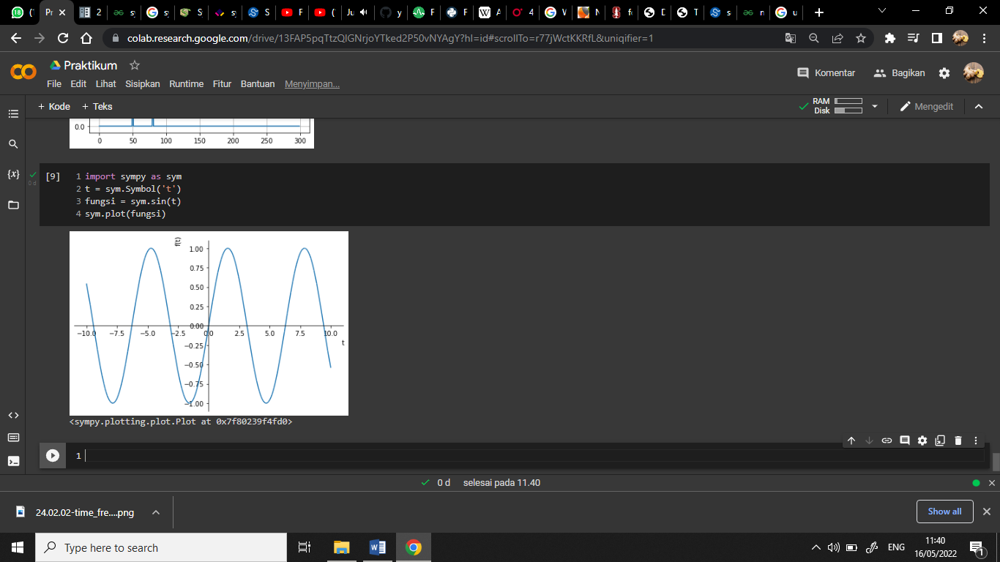 colab.research.google.com/drive/13FAP5pqTtzQlGNrjoYTked2P50vNYAgY?hl=id#scrollTo=r77jWctKKRfL&uniqifier=1
Praktikum
Komentar
Bagikan
File Edit Lihat Sisipkan Runtime Fitur Bantuan Menyimpan...
+ Kode + Teks
RAM
Disk
Mengedit
0.0
0 50 100 150 200 250 300
[9]
0 d
1 import sympy as sym
2 t = sym.Symbol('t')
3 fungsi = sym.sin(t)
4 sym.plot(fungsi)
f(t)
1.00
0.75
0.50
0.25
0.00
−10.0 −7.5 −5.0 −2.5 0.0 2.5 5.0 7.5 10.0
t
−0.25
−0.50
−0.75
−1.00
<sympy.plotting.plot.Plot at 0x7f80239f4fd0>
1
0 d selesai pada 11.40
24.02.02-time_fre....png
Show all
Type here to search
ENG
11:40
16/05/2022
1